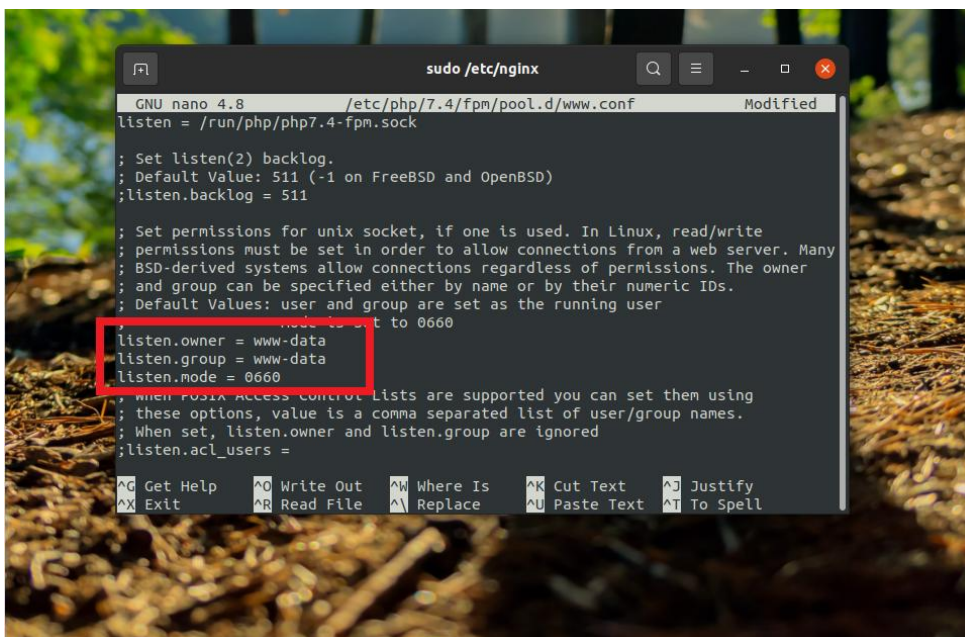 sudo /etc/nginx
GNU nano 4.8 /etc/php/7.4/fpm/pool.d/www.conf Modified
listen = /run/php/php7.4-fpm.sock
; Set listen(2) backlog.
; Default Value: 511 (-1 on FreeBSD and OpenBSD)
;listen.backlog = 511
; Set permissions for unix socket, if one is used. In Linux, read/write
; permissions must be set in order to allow connections from a web server. Many
; BSD-derived systems allow connections regardless of permissions. The owner
; and group can be specified either by name or by their numeric IDs.
; Default Values: user and group are set as the running user
; mode is set to 0660
listen.owner = www-data
listen.group = www-data
listen.mode = 0660
; When POSIX Access Control Lists are supported you can set them using
; these options, value is a comma separated list of user/group names.
; When set, listen.owner and listen.group are ignored
;listen.acl_users =
^G Get Help ^O Write Out ^W Where Is ^K Cut Text ^J Justify
^X Exit ^R Read File ^\ Replace ^U Paste Text ^T To Spell